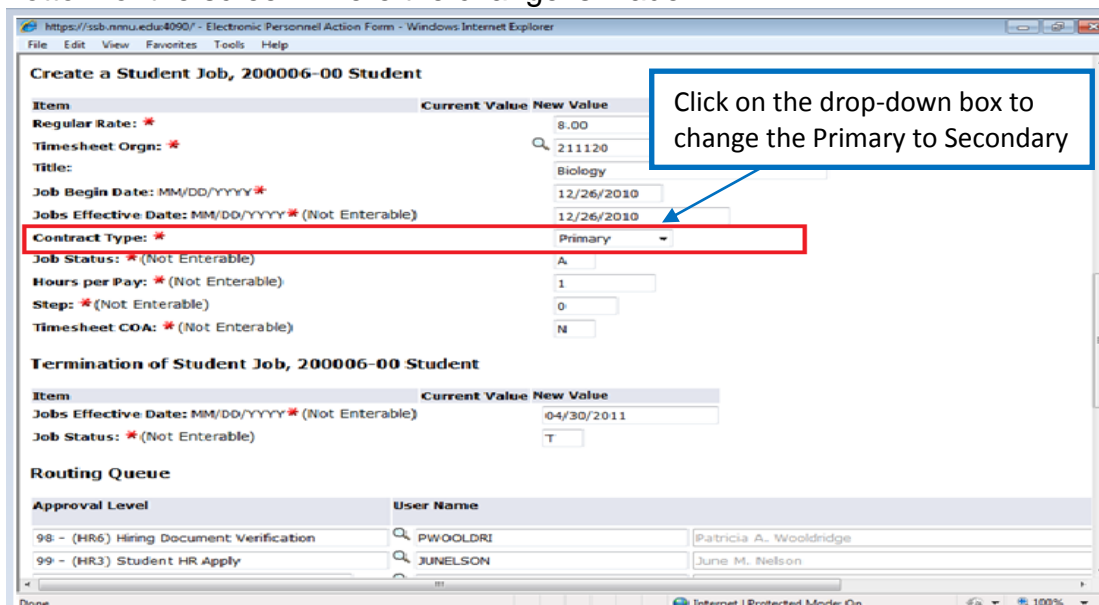 https://ssb.nmu.edu:4090/ - Electronic Personnel Action Form - Windows Internet Explorer
File Edit View Favorites Tools Help
Create a Student Job, 200006-00 Student
Item Current Value New Value
Click on the drop-down box to
change the Primary to Secondary
Regular Rate: * 8.00
Timesheet Orgn: * 211120
Title: Biology
Job Begin Date: MM/DD/YYYY* 12/26/2010
Jobs Effective Date: MM/DD/YYYY* (Not Enterable) 12/26/2010
Contract Type: * Primary
Job Status: *(Not Enterable) A
Hours per Pay: *(Not Enterable) 1
Step: *(Not Enterable) 0
Timesheet COA: *(Not Enterable) N
Termination of Student Job, 200006-00 Student
Item Current Value New Value
Jobs Effective Date: MM/DD/YYYY* (Not Enterable) 04/30/2011
Job Status: *(Not Enterable) T
Routing Queue
Approval Level User Name
98 - (HR6) Hiring Document Verification PWOOLDRI Patricia A. Wooldridge
99 - (HR3) Student HR Apply JUNELSON June M. Nelson
Done Internet | Protected Mode: On 100%